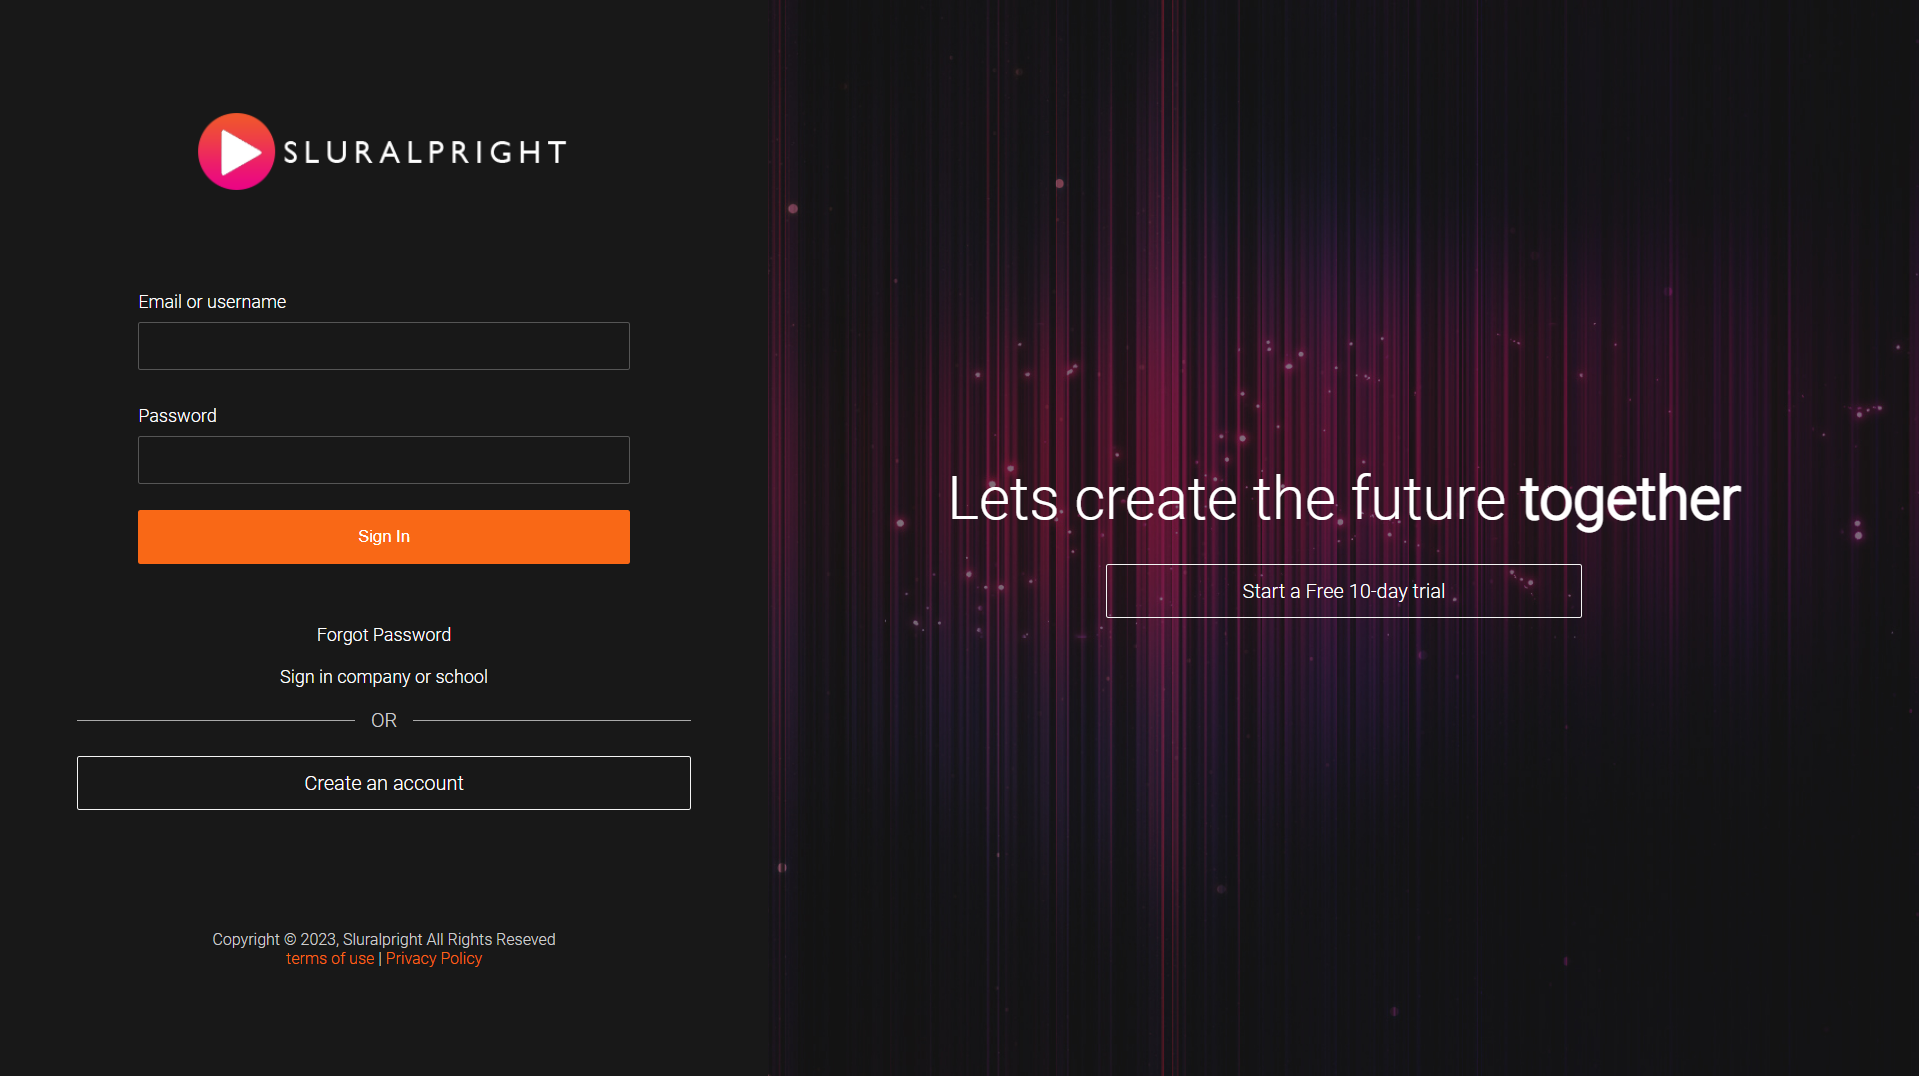 SLURALPRIGHT
Email or username
Password
Sign In
Forgot Password
Sign in company or school
OR
Create an account
Copyright © 2023, Sluralpright All Rights Reseved
terms of use | Privacy Policy
Lets create the future together
Start a Free 10-day trial